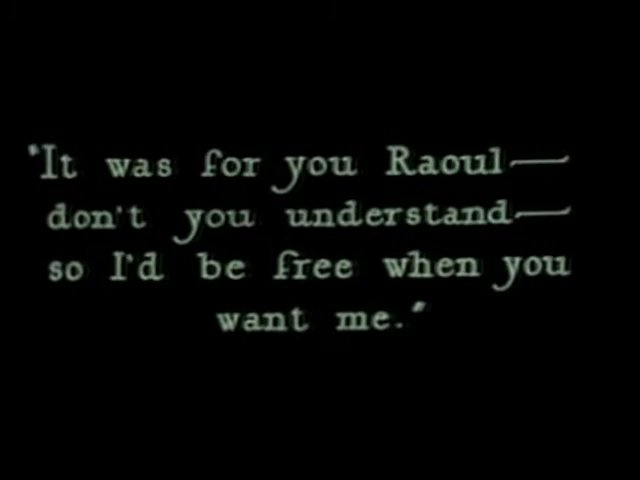 "It was for you Raoul—
don't you understand—
so I'd be free when you
want me."